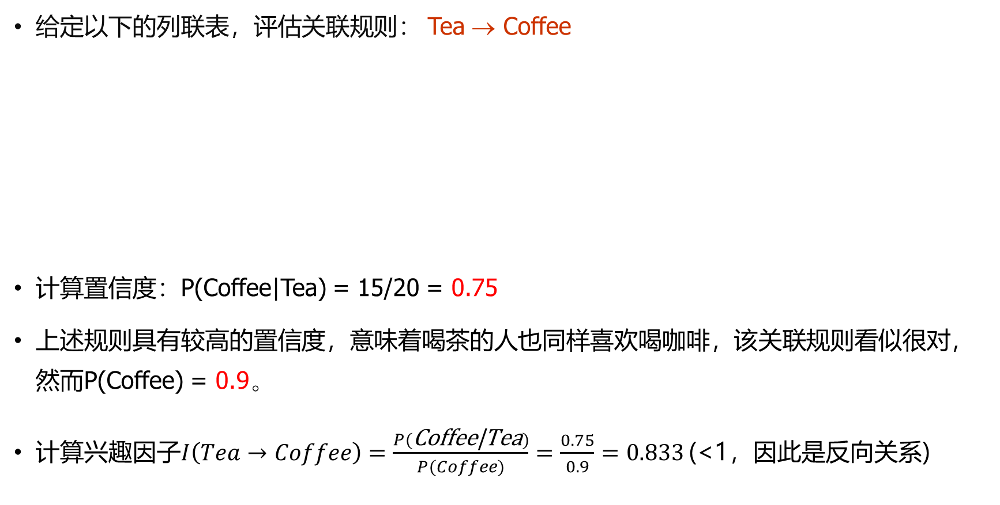 • 给定以下的列联表，评估关联规则： Tea → Coffee
• 计算置信度：P(Coffee|Tea) = 15/20 = 0.75
• 上述规则具有较高的置信度，意味着喝茶的人也同样喜欢喝咖啡，该关联规则看似很对，
然而P(Coffee) = 0.9。
• 计算兴趣因子I(Tea → Coffee) = P(Coffee/Tea)/P(Coffee) = 0.75/0.9 = 0.833 (<1，因此是反向关系)